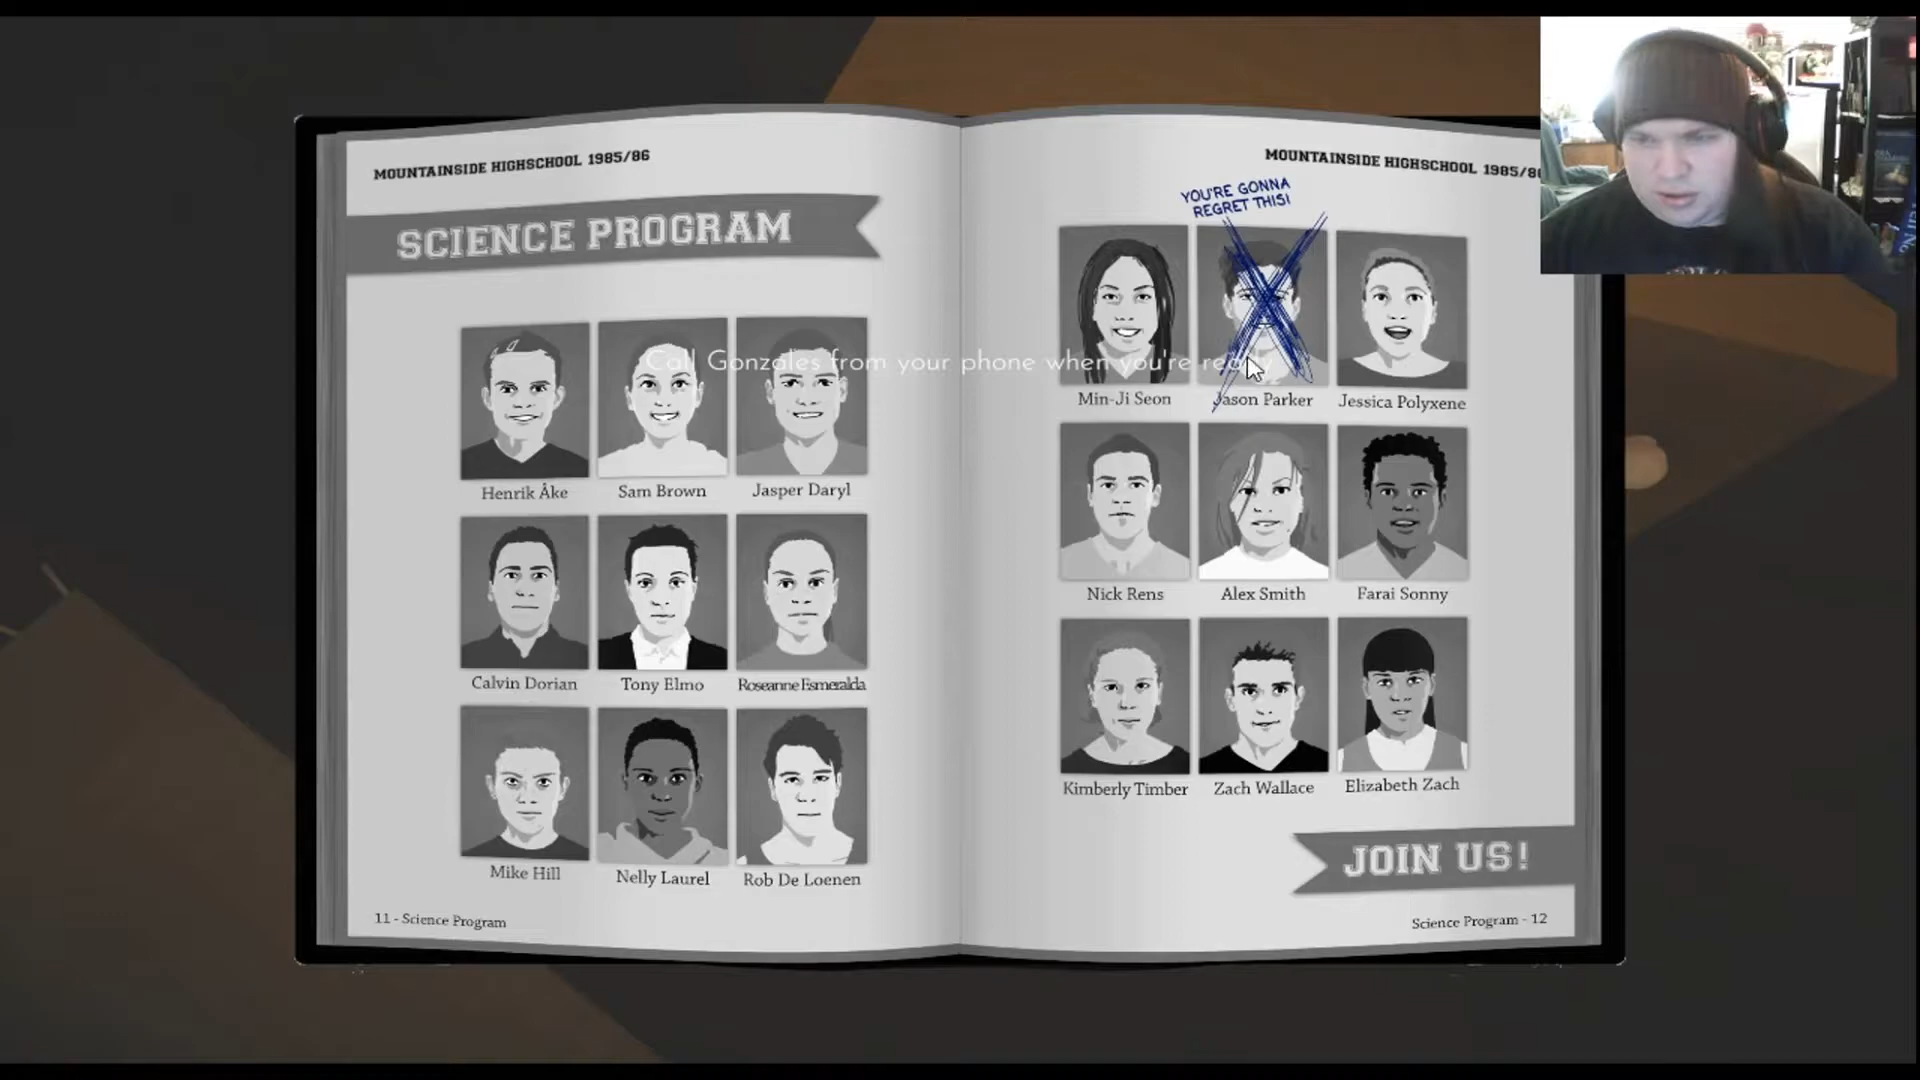 MOUNTAINSIDE HIGHSCHOOL 1985/86
SCIENCE PROGRAM
Henrik Åke
Sam Brown
Jasper Daryl
Calvin Dorian
Tony Elmo
Roseanne Esmeralda
Mike Hill
Nelly Laurel
Rob De Loenen
11 - Science Program
MOUNTAINSIDE HIGHSCHOOL 1985/86
YOU'RE GONNA
REGRET THIS!
Min-Ji Seon
Jason Parker
Jessica Polyxene
Nick Rens
Alex Smith
Farai Sonny
Kimberly Timber
Zach Wallace
Elizabeth Zach
JOIN US!
Science Program - 12
Call Gonzales from your phone when you're ready